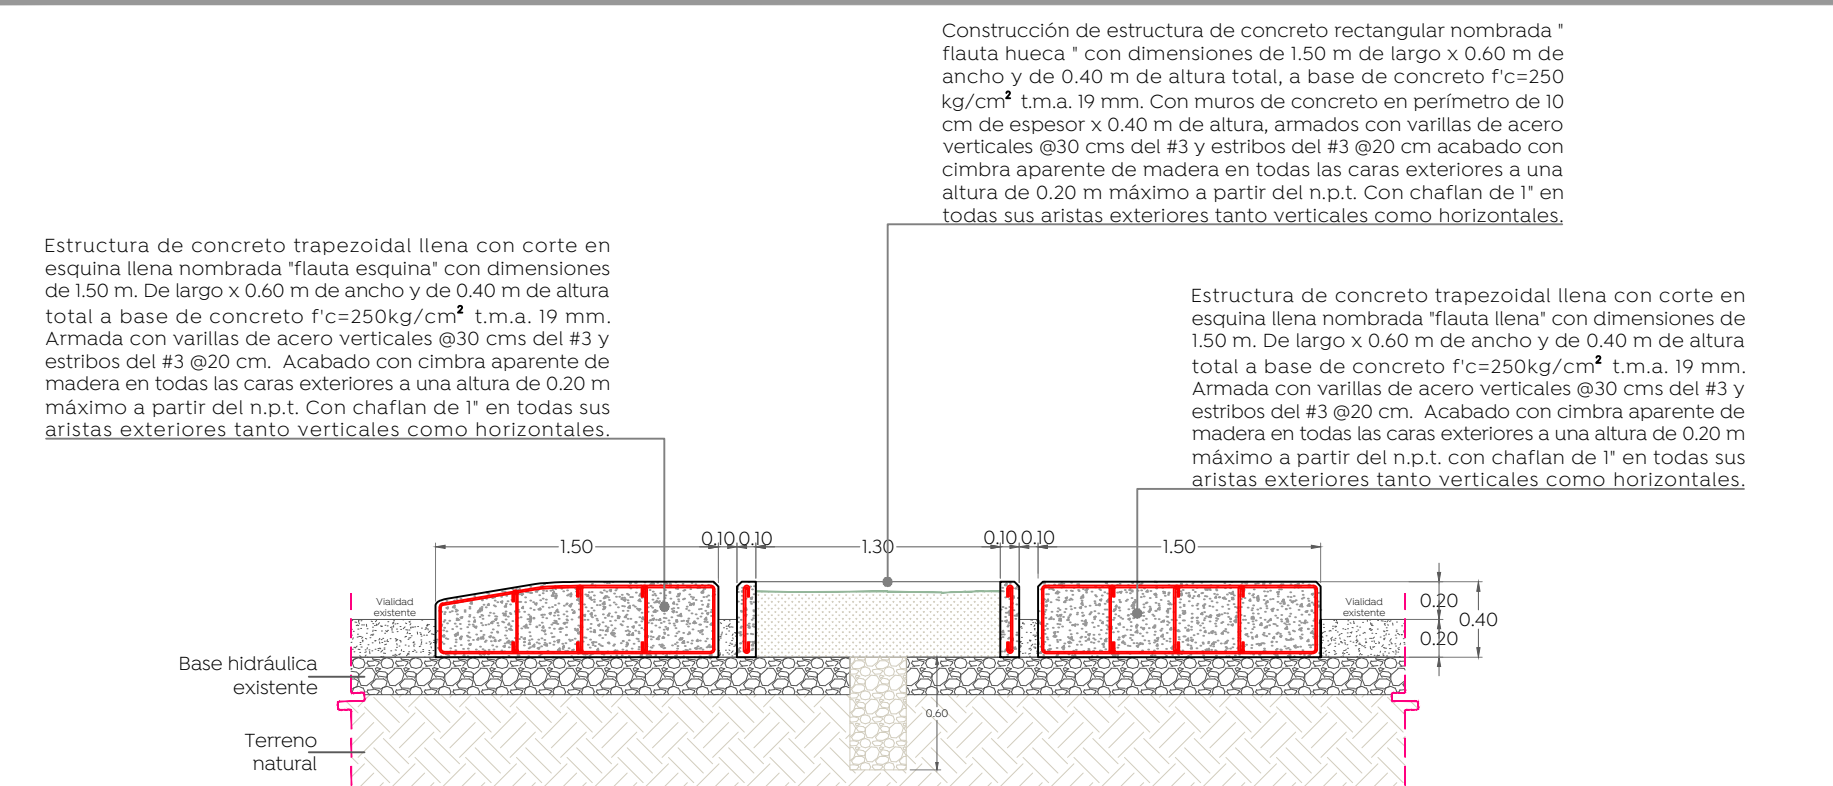 Construcción de estructura de concreto rectangular nombrada "
flauta hueca " con dimensiones de 1.50 m de largo x 0.60 m de
ancho y de 0.40 m de altura total, a base de concreto f'c=250
kg/cm² t.m.a. 19 mm. Con muros de concreto en perímetro de 10
cm de espesor x 0.40 m de altura, armados con varillas de acero
verticales @30 cms del #3 y estribos del #3 @20 cm acabado con
cimbra aparente de madera en todas las caras exteriores a una
altura de 0.20 m máximo a partir del n.p.t. Con chaflan de 1" en
todas sus aristas exteriores tanto verticales como horizontales.
Estructura de concreto trapezoidal llena con corte en
esquina llena nombrada "flauta esquina" con dimensiones
de 1.50 m. De largo x 0.60 m de ancho y de 0.40 m de altura
total a base de concreto f'c=250kg/cm² t.m.a. 19 mm.
Armada con varillas de acero verticales @30 cms del #3 y
estribos del #3 @20 cm. Acabado con cimbra aparente de
madera en todas las caras exteriores a una altura de 0.20 m
máximo a partir del n.p.t. Con chaflan de 1" en todas sus
aristas exteriores tanto verticales como horizontales.
Estructura de concreto trapezoidal llena con corte en
esquina llena nombrada "flauta llena" con dimensiones de
1.50 m. De largo x 0.60 m de ancho y de 0.40 m de altura
total a base de concreto f'c=250kg/cm² t.m.a. 19 mm.
Armada con varillas de acero verticales @30 cms del #3 y
estribos del #3 @20 cm. Acabado con cimbra aparente de
madera en todas las caras exteriores a una altura de 0.20 m
máximo a partir del n.p.t. con chaflan de 1" en todas sus
aristas exteriores tanto verticales como horizontales.
1.50 0.10 0.10 1.30 0.10 0.10 1.50
Vialidad
existente
Vialidad
existente
0.20
0.40
0.20
Base hidráulica
existente
0.60
Terreno
natural